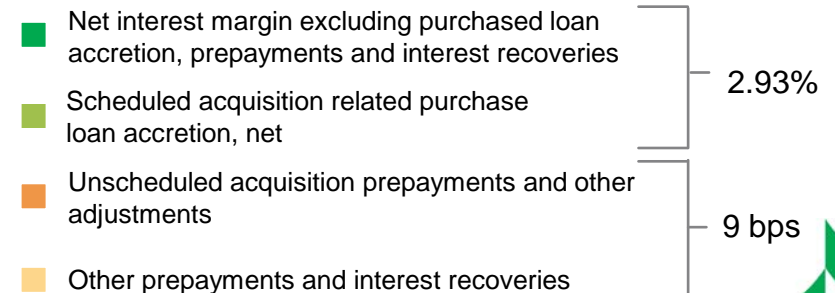 Net interest margin excluding purchased loan
accretion, prepayments and interest recoveries
2.93%
Scheduled acquisition related purchase
loan accretion, net
Unscheduled acquisition prepayments and other
adjustments
9 bps
Other prepayments and interest recoveries